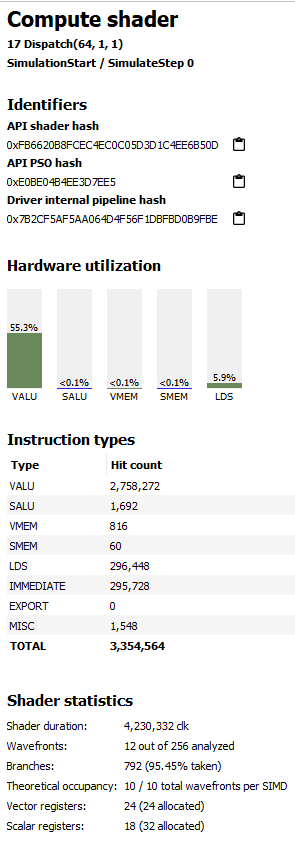 Compute shader
17 Dispatch(64, 1, 1)
SimulationStart / SimulateStep 0
Identifiers
API shader hash
0xFB6620B8FCEC4EC0C05D3D1C4EE6B50D
API PSO hash
0xE0BE04B4EE3D7EE5
Driver internal pipeline hash
0x7B2CF5AF5AA064D4F56F1DBFBD0B9FBE
Hardware utilization
55.3% <0.1% <0.1% <0.1% 5.9%
VALU SALU VMEM SMEM LDS
Instruction types
Type Hit count
VALU 2,758,272
SALU 1,692
VMEM 816
SMEM 60
LDS 296,448
IMMEDIATE 295,728
EXPORT 0
MISC 1,548
TOTAL 3,354,564
Shader statistics
Shader duration: 4,230,332 clk
Wavefronts: 12 out of 256 analyzed
Branches: 792 (95.45% taken)
Theoretical occupancy: 10 / 10 total wavefronts per SIMD
Vector registers: 24 (24 allocated)
Scalar registers: 18 (32 allocated)